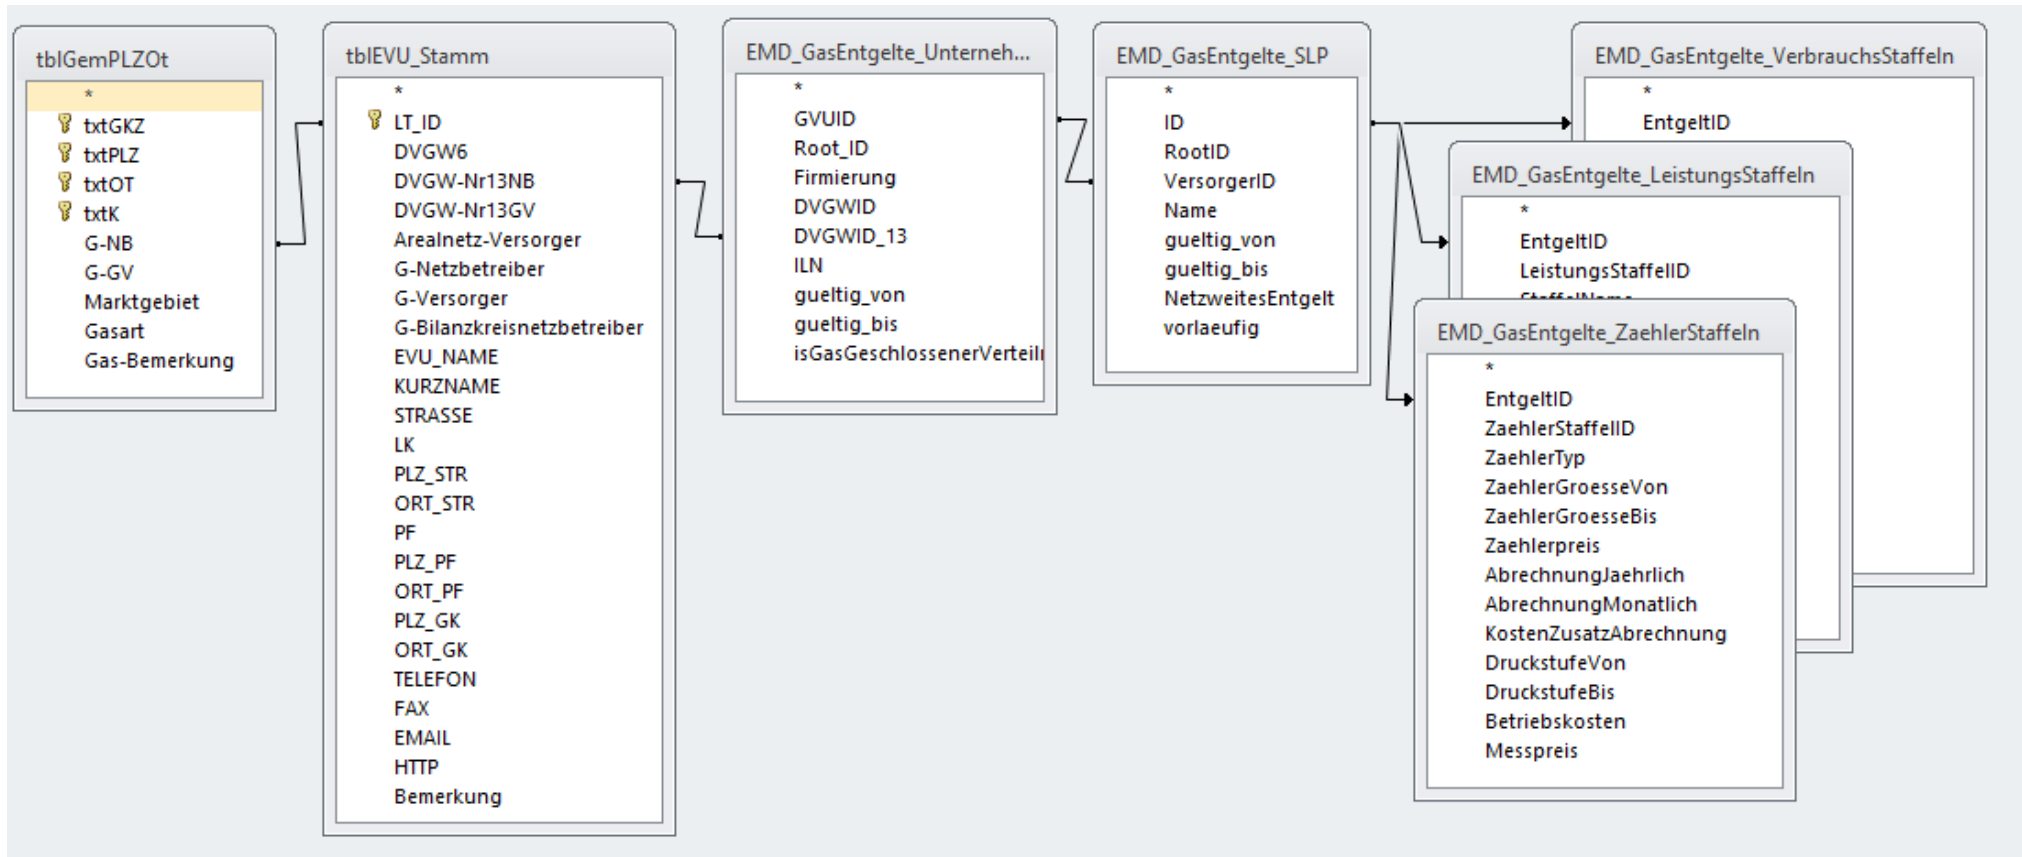 tblGemPLZOt
*
txtGKZ
txtPLZ
txtOT
txtK
G-NB
G-GV
Marktgebiet
Gasart
Gas-Bemerkung
tblEVU_Stamm
*
LT_ID
DVGW6
DVGW-Nr13NB
DVGW-Nr13GV
Arealnetz-Versorger
G-Netzbetreiber
G-Versorger
G-Bilanzkreisnetzbetreiber
EVU_NAME
KURZNAME
STRASSE
LK
PLZ_STR
ORT_STR
PF
PLZ_PF
ORT_PF
PLZ_GK
ORT_GK
TELEFON
FAX
EMAIL
HTTP
Bemerkung
EMD_GasEntgelte_Unterneh...
*
GVUID
Root_ID
Firmierung
DVGWID
DVGWID_13
ILN
gueltig_von
gueltig_bis
isGasGeschlossenerVerteil
EMD_GasEntgelte_SLP
*
ID
RootID
VersorgerID
Name
gueltig_von
gueltig_bis
NetzweitesEntgelt
vorlaeufig
EMD_GasEntgelte_VerbrauchsStaffeln
*
EntgeltID
EMD_GasEntgelte_LeistungsStaffeln
*
EntgeltID
LeistungsStaffelID
StaffelName
EMD_GasEntgelte_ZaehlerStaffeln
*
EntgeltID
ZaehlerStaffelID
ZaehlerTyp
ZaehlerGroesseVon
ZaehlerGroesseBis
Zaehlerpreis
AbrechnungJaehrlich
AbrechnungMonatlich
KostenZusatzAbrechnung
DruckstufeVon
DruckstufeBis
Betriebskosten
Messpreis